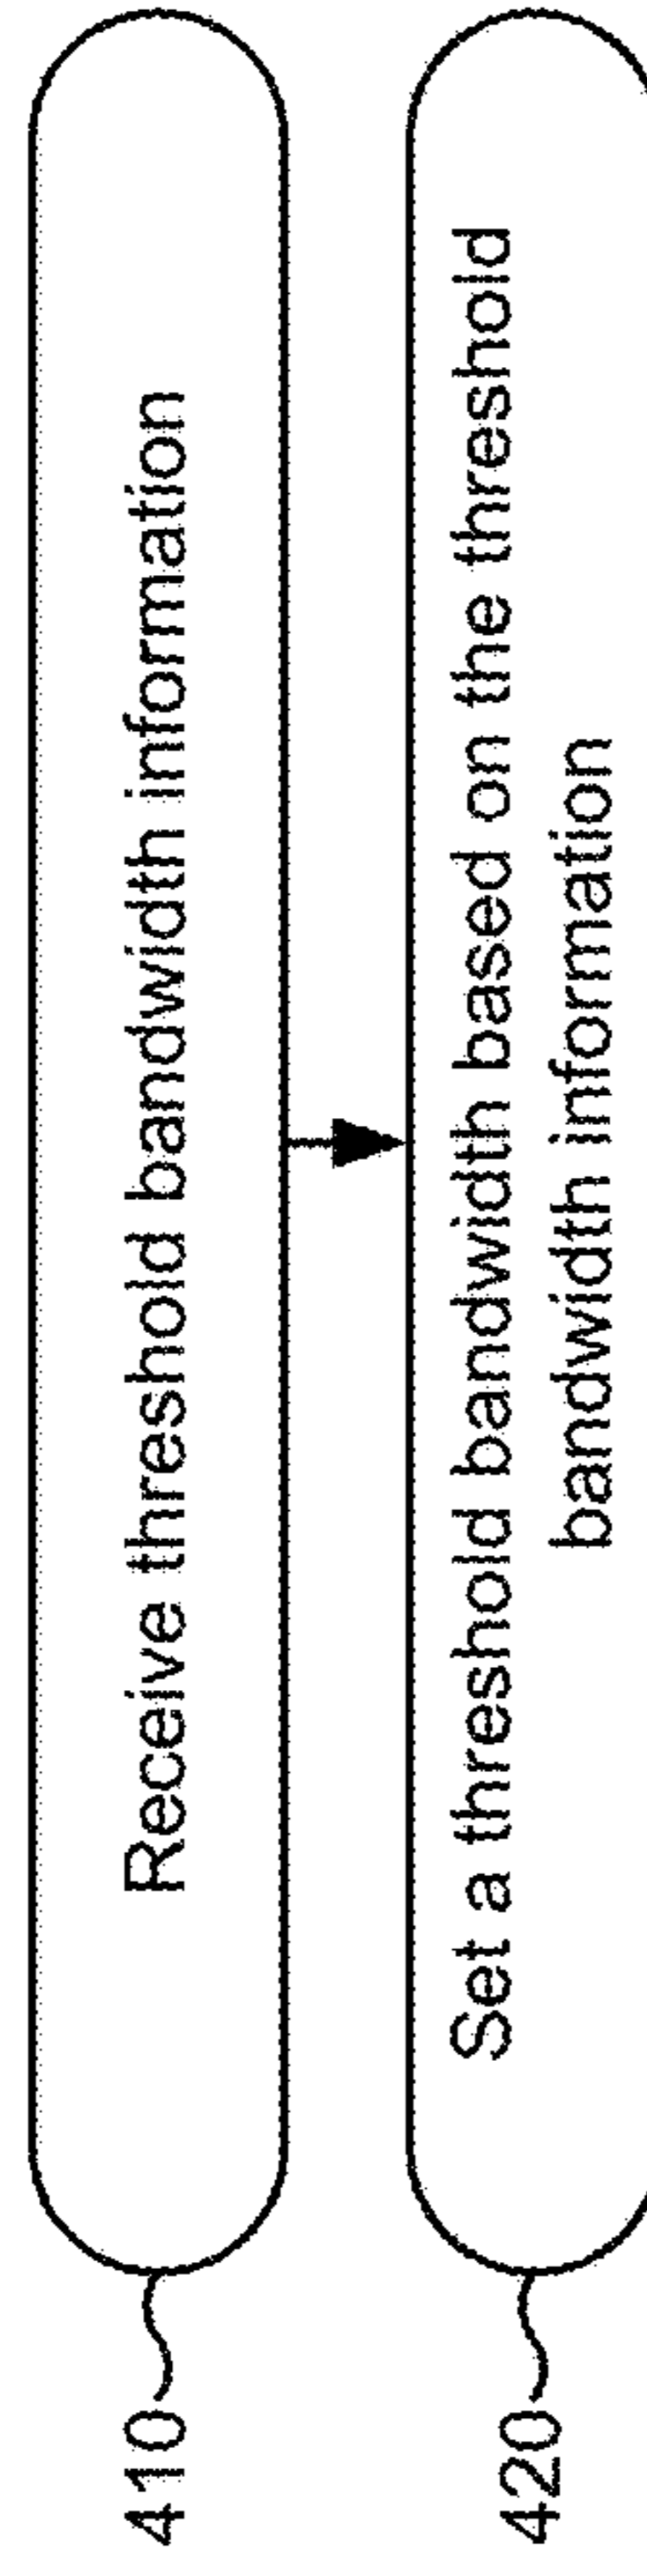 410
Receive threshold bandwidth information
420
Set a threshold bandwidth based on the threshold
bandwidth information